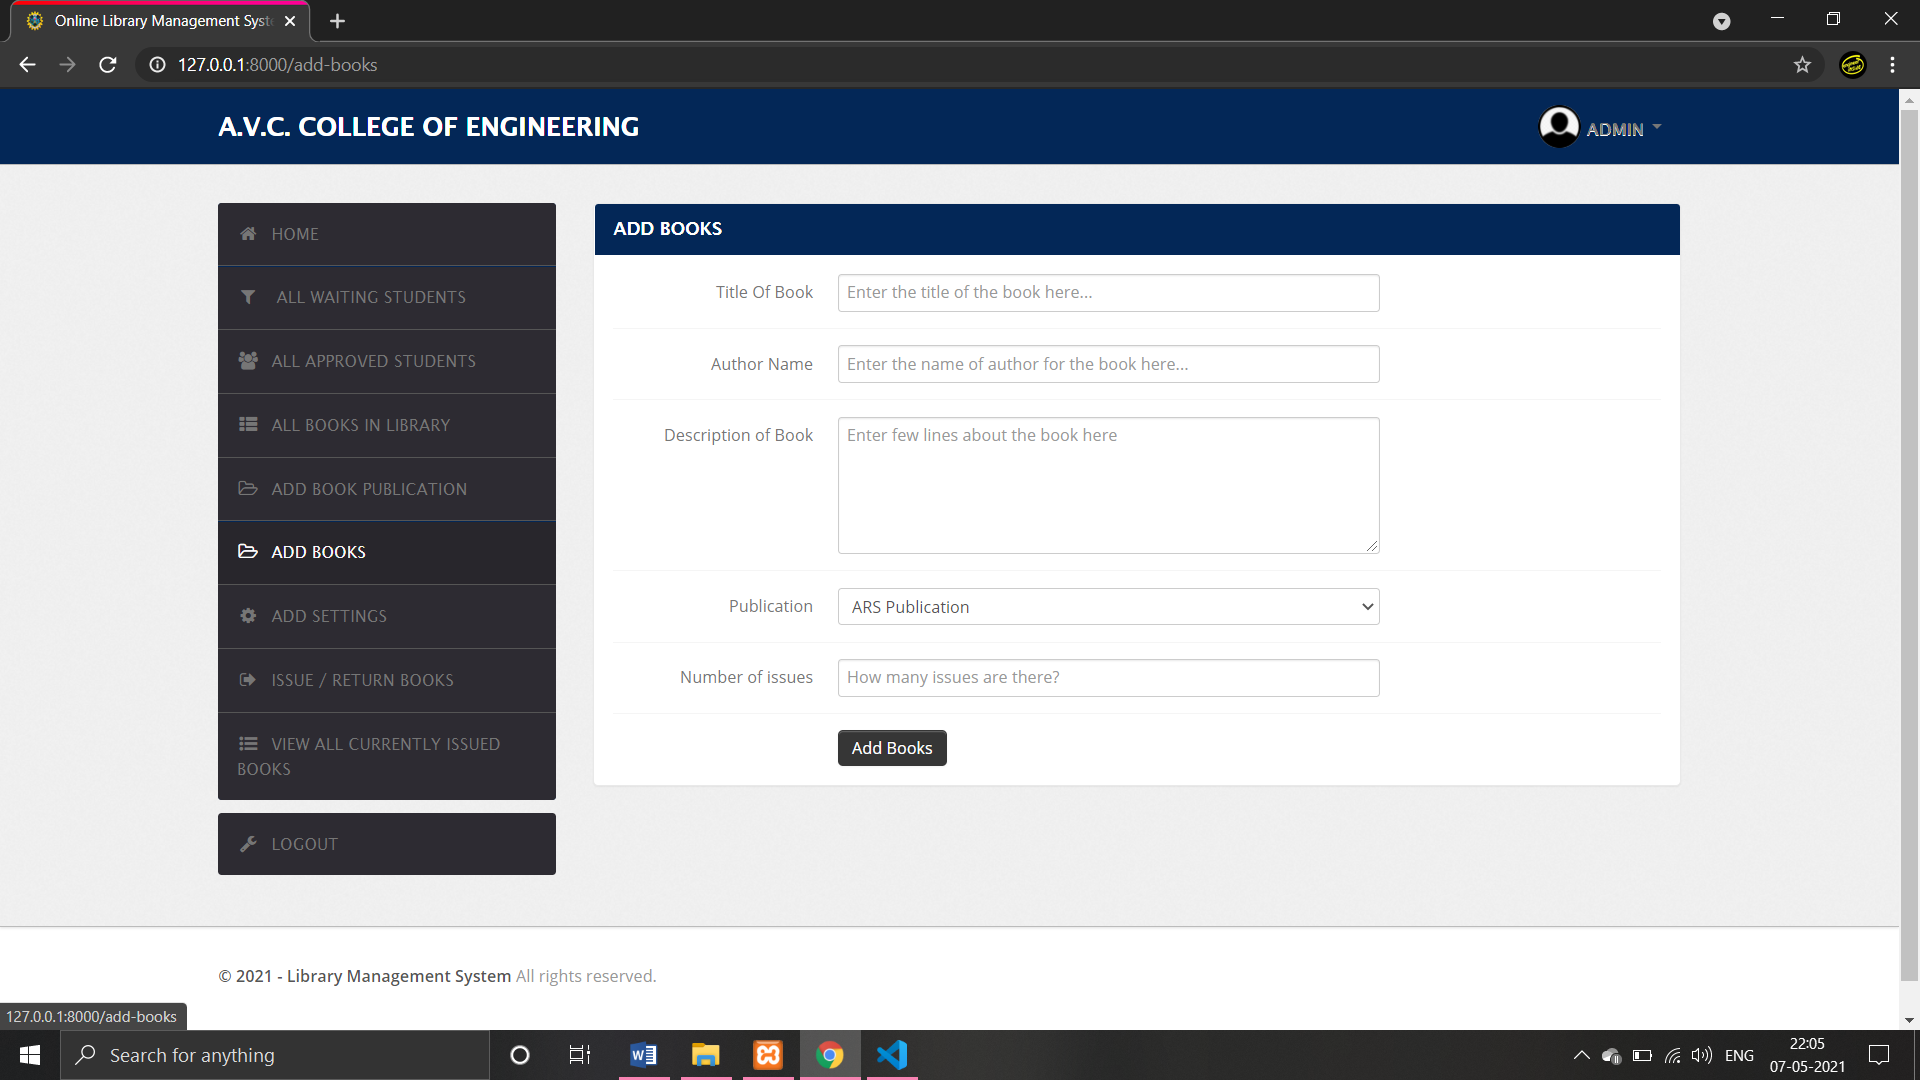 Online Library Management Syst
127.0.0.1:8000/add-books
A.V.C. COLLEGE OF ENGINEERING
ADMIN
HOME
ALL WAITING STUDENTS
ALL APPROVED STUDENTS
ALL BOOKS IN LIBRARY
ADD BOOK PUBLICATION
ADD BOOKS
ADD SETTINGS
ISSUE / RETURN BOOKS
VIEW ALL CURRENTLY ISSUED
BOOKS
LOGOUT
ADD BOOKS
Title Of Book
Enter the title of the book here...
Author Name
Enter the name of author for the book here...
Description of Book
Enter few lines about the book here
Publication
ARS Publication
Number of issues
How many issues are there?
Add Books
© 2021 - Library Management System All rights reserved.
127.0.0.1:8000/add-books
Search for anything
ENG
22:05
07-05-2021